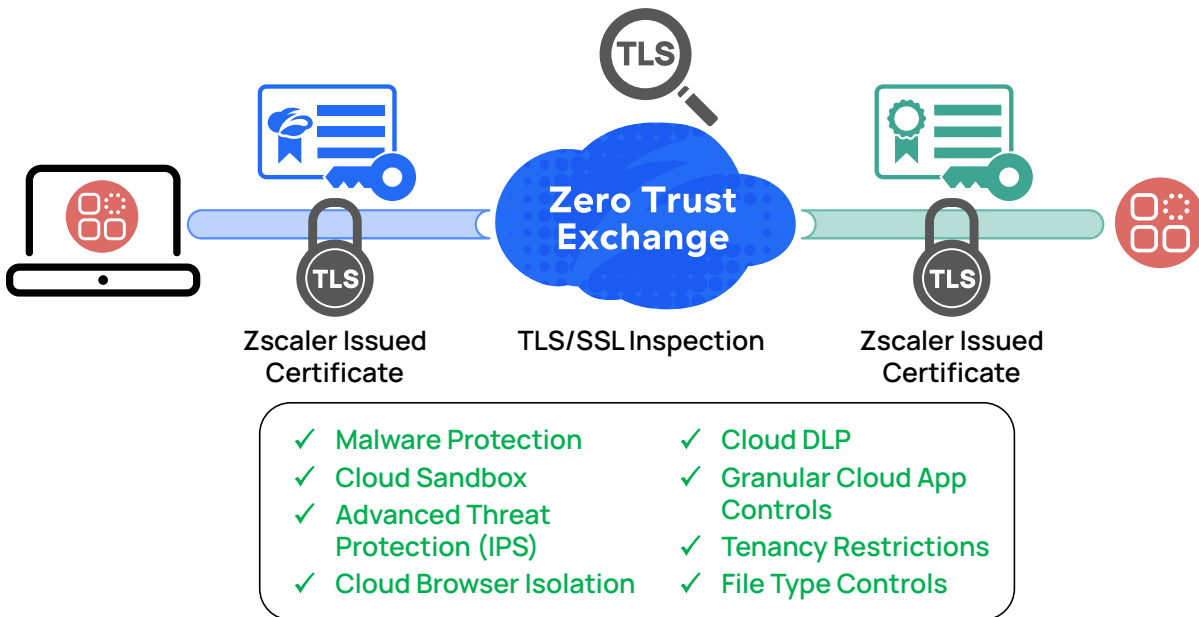 TLS
Zero Trust
Exchange
TLS
TLS
Zscaler Issued
Certificate
TLS/SSL Inspection
Zscaler Issued
Certificate
✓ Malware Protection
✓ Cloud Sandbox
✓ Advanced Threat
Protection (IPS)
✓ Cloud Browser Isolation
✓ Cloud DLP
✓ Granular Cloud App
Controls
✓ Tenancy Restrictions
✓ File Type Controls